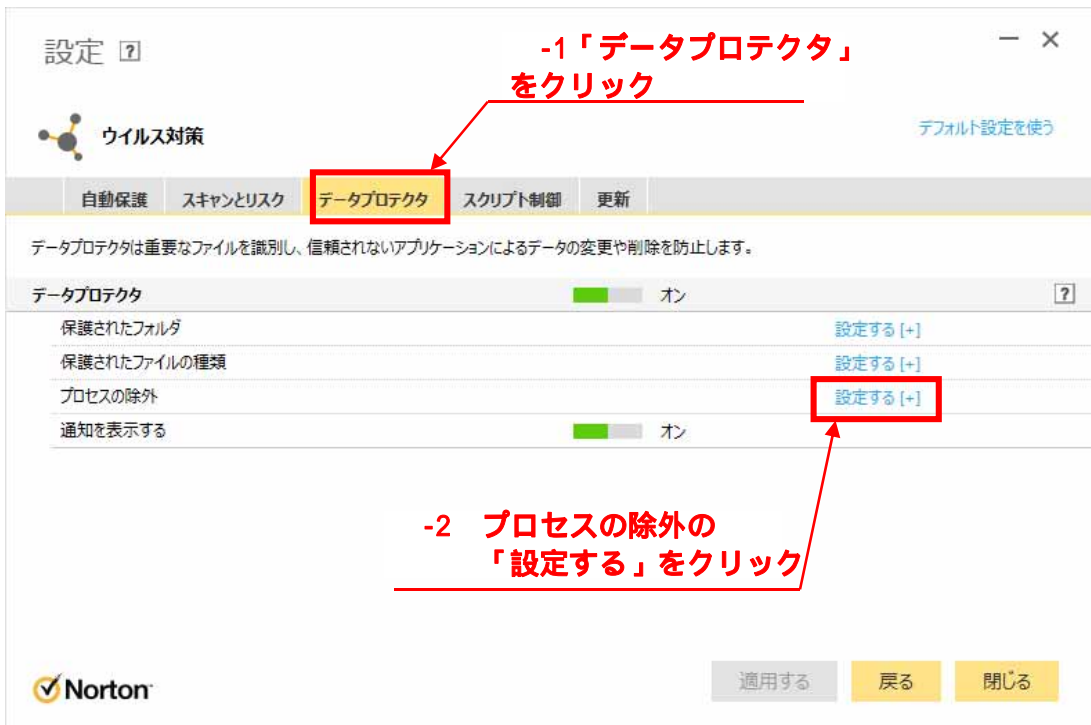 設定 ?
-1「データプロテクタ」
をクリック
ウイルス対策
デフォルト設定を使う
自動保護 スキャンとリスク データプロテクタ スクリプト制御 更新
データプロテクタは重要なファイルを識別し、信頼されないアプリケーションによるデータの変更や削除を防止します。
データプロテクタ オン ?
保護されたフォルダ 設定する [+]
保護されたファイルの種類 設定する [+]
プロセスの除外 設定する [+]
通知を表示する オン
-2 プロセスの除外の
「設定する」をクリック
Norton
適用する 戻る 閉じる